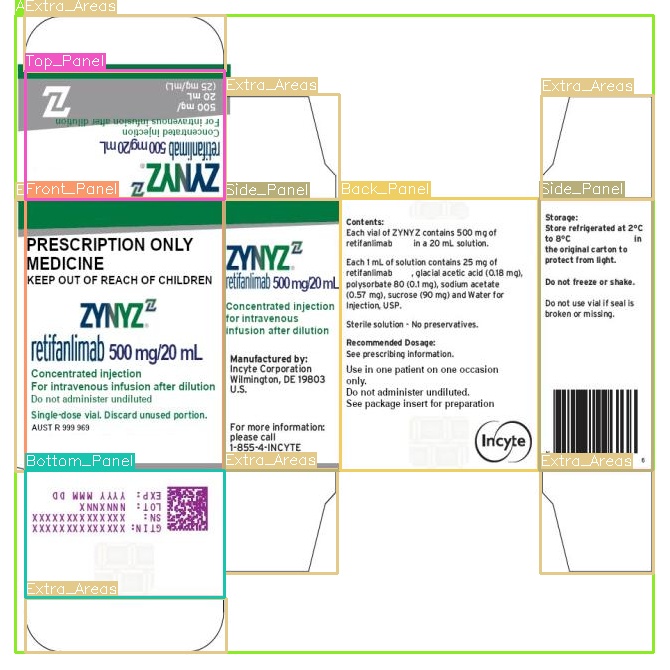 Extra_Areas
Top_Panel
500 mg/
20 mL
(25 mg/mL)
Z
ZYNYZ
retifanlimab 500 mg/20 mL
Concentrated injection
For intravenous infusion after dilution
Extra_Areas
Extra_Areas
Front_Panel
PRESCRIPTION ONLY
MEDICINE
KEEP OUT OF REACH OF CHILDREN
ZYNYZ
retifanlimab 500 mg/20 mL
Concentrated injection
For intravenous infusion after dilution
Do not administer undiluted
Single-dose vial. Discard unused portion.
AUST R 999 969
Side_Panel
ZYNYZ
retifanlimab 500 mg/20 mL
Concentrated injection
for intravenous
infusion after dilution
Manufactured by:
Incyte Corporation
Wilmington, DE 19803
U.S.
For more information:
please call
1-855-4-INCYTE
Back_Panel
Contents:
Each vial of ZYNYZ contains 500 mg of
retifanlimab in a 20 mL solution.
Each 1 mL of solution contains 25 mg of
retifanlimab , glacial acetic acid (0.18 mg),
polysorbate 80 (0.1 mg), sodium acetate
(0.57 mg), sucrose (90 mg) and Water for
Injection, USP.
Sterile solution - No preservatives.
Recommended Dosage:
See prescribing information.
Use in one patient on one occasion
only.
Do not administer undiluted.
See package insert for preparation
Incyte
Side_Panel
Storage:
Store refrigerated at 2°C
to 8°C in
the original carton to
protect from light.
Do not freeze or shake.
Do not use vial if seal is
broken or missing.
6
Bottom_Panel
GTIN: XXXXXXXXXXXXXX
SN: XXXXXXXXXXXXXXXX
LOT: NNNNNNX
EXP: YYYY MMM DD
Extra_Areas
Extra_Areas
Extra_Areas